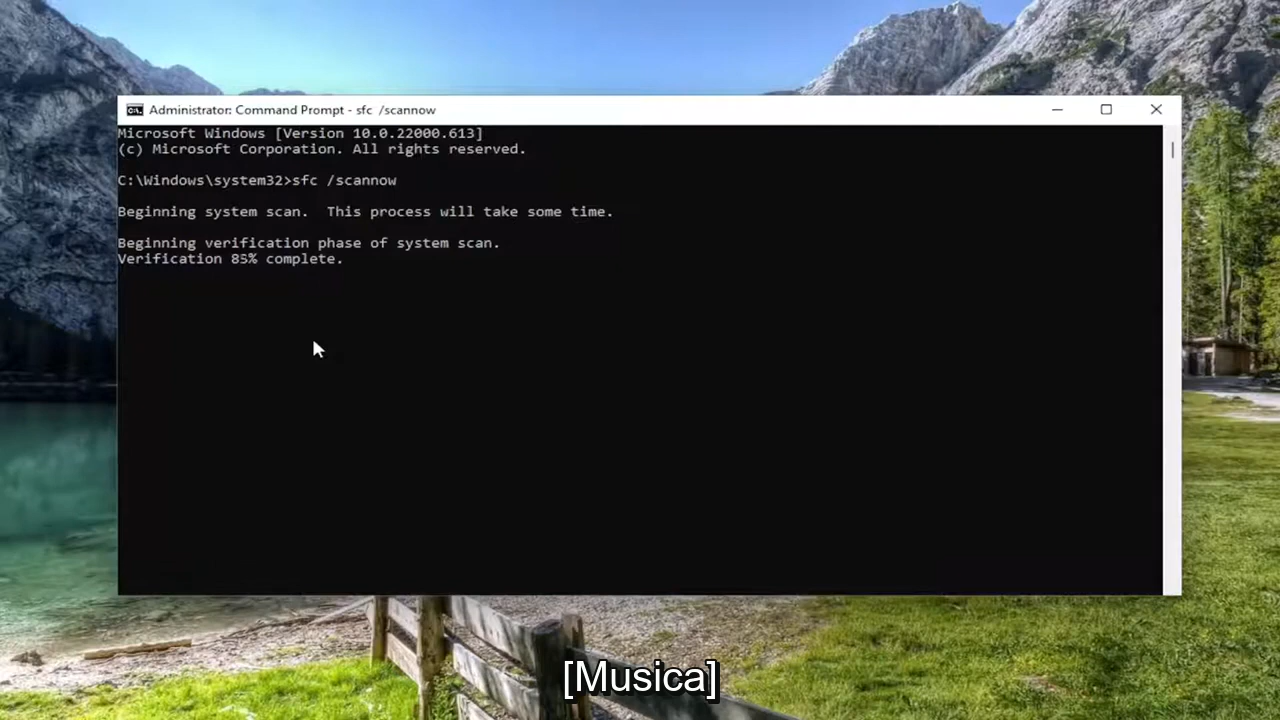 Administrator: Command Prompt - sfc /scannow
Microsoft Windows [Version 10.0.22000.613]
(c) Microsoft Corporation. All rights reserved.
C:\Windows\system32>sfc /scannow
Beginning system scan.  This process will take some time.
Beginning verification phase of system scan.
Verification 85% complete.
[Musica]